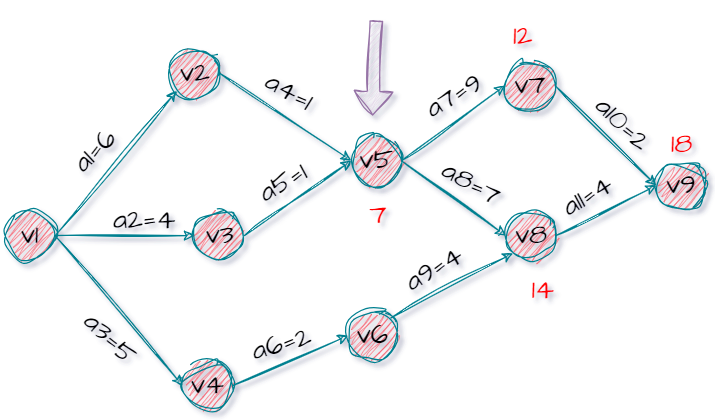 12
v2
a4=1
v7
a7=9
a10=2
a1=6
18
v5
v9
a5=1
a8=7
a11=4
a2=4
7
v1
v3
v8
a9=4
14
a3=5
a6=2
v6
v4